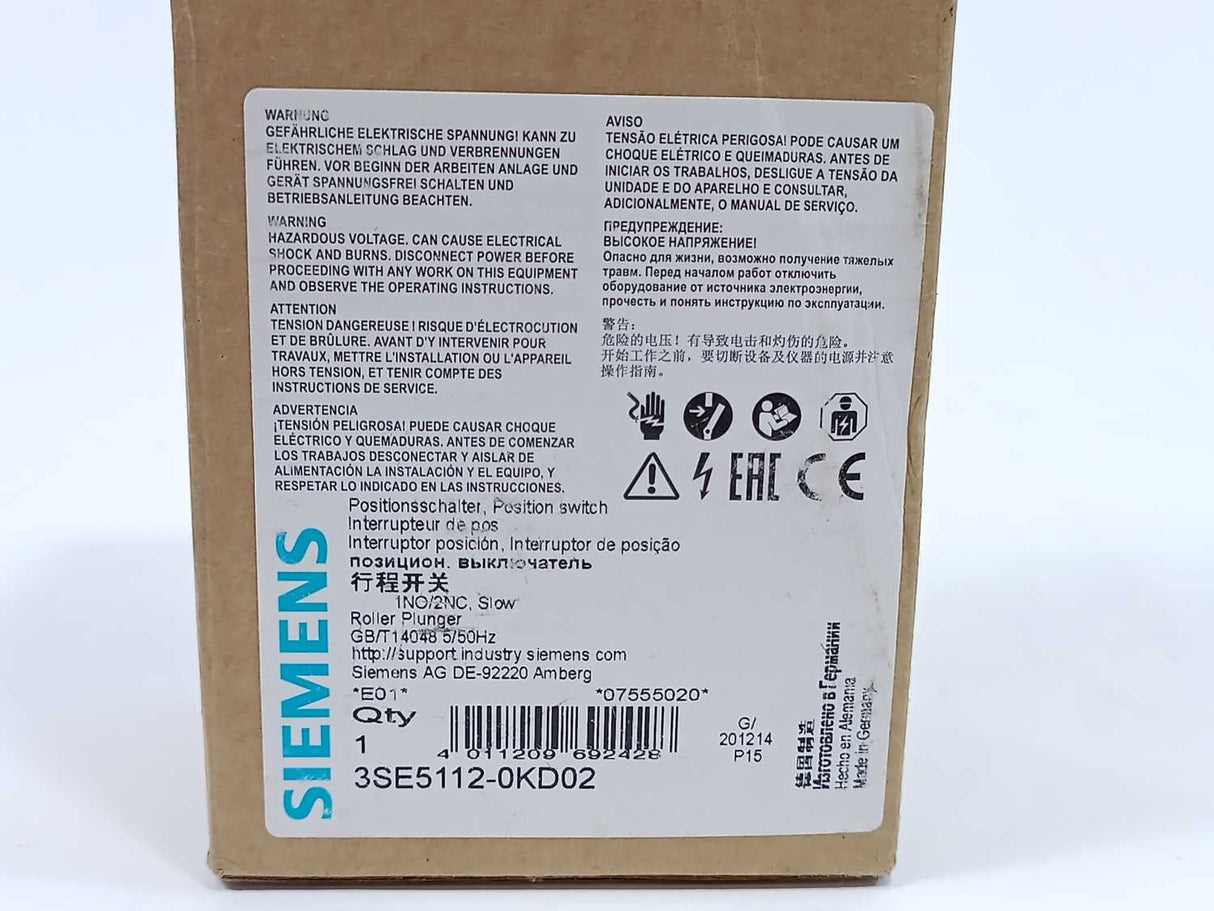 WARNUNG
GEFÄHRLICHE ELEKTRISCHE SPANNUNG! KANN ZU
ELEKTRISCHEM SCHLAG UND VERBRENNUNGEN
FÜHREN. VOR BEGINN DER ARBEITEN ANLAGE UND
GERÄT SPANNUNGSFREI SCHALTEN UND
BETRIEBSANLEITUNG BEACHTEN.
WARNING
HAZARDOUS VOLTAGE. CAN CAUSE ELECTRICAL
SHOCK AND BURNS. DISCONNECT POWER BEFORE
PROCEEDING WITH ANY WORK ON THIS EQUIPMENT
AND OBSERVE THE OPERATING INSTRUCTIONS.
ATTENTION
TENSION DANGEREUSE ! RISQUE D'ÉLECTROCUTION
ET DE BRÛLURE. AVANT D'Y INTERVENIR POUR
TRAVAUX, METTRE L'INSTALLATION OU L'APPAREIL
HORS TENSION, ET TENIR COMPTE DES
INSTRUCTIONS DE SERVICE.
ADVERTENCIA
¡TENSIÓN PELIGROSA! PUEDE CAUSAR CHOQUE
ELÉCTRICO Y QUEMADURAS. ANTES DE COMENZAR
LOS TRABAJOS DESCONECTAR Y AISLAR DE
ALIMENTACIÓN LA INSTALACIÓN Y EL EQUIPO, Y
RESPETAR LO INDICADO EN LAS INSTRUCCIONES.
AVISO
TENSÃO ELÉTRICA PERIGOSA! PODE CAUSAR UM
CHOQUE ELÉTRICO E QUEIMADURAS. ANTES DE
INICIAR OS TRABALHOS, DESLIGUE A TENSÃO DA
UNIDADE E DO APARELHO E CONSULTAR,
ADICIONALMENTE, O MANUAL DE SERVIÇO.
ПРЕДУПРЕЖДЕНИЕ:
ВЫСОКОЕ НАПРЯЖЕНИЕ!
Опасно для жизни, возможно получение тяжелых
травм. Перед началом работ отключить
оборудование от источника электроэнергии,
прочесть и понять инструкцию по эксплуатации.
警告:
危险的电压! 有导致电击和灼伤的危险。
开始工作之前, 要切断设备及仪器的电源并注意
操作指南。
EAC CE
SIEMENS
Positionsschalter, Position switch
Interrupteur de pos
Interruptor posición, Interruptor de posição
позицион. выключатель
行程开关
1NO/2NC, Slow
Roller Plunger
GB/T14048 5/50Hz
http://support industry siemens com
Siemens AG DE-92220 Amberg
*E01* *07555020*
Qty
1
4 011209 692428
3SE5112-0KD02
G/
201214
P15
德国制造
Изготовлено в Германии
Hecho en Alemania
Made in Germany